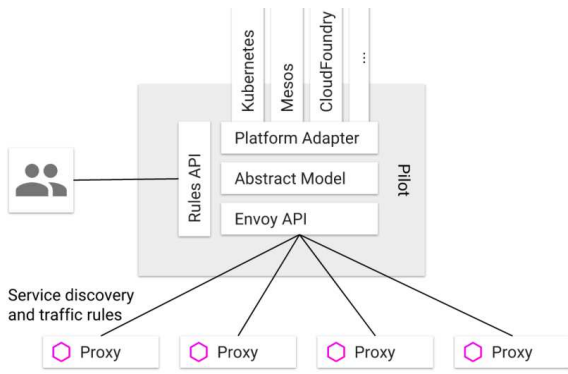 Kubernetes
Mesos
CloudFoundry
...
Platform Adapter
Rules API
Abstract Model
Pilot
Envoy API
Service discovery
and traffic rules
Proxy
Proxy
Proxy
Proxy